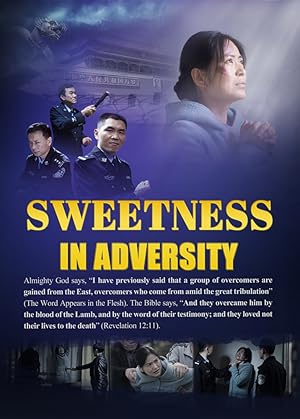 SWEETNESS
IN ADVERSITY
Almighty God says, “I have previously said that a group of overcomers are
gained from the East, overcomers who come from amid the great tribulation”
(The Word Appears in the Flesh). The Bible says, “And they overcame him by
the blood of the Lamb, and by the word of their testimony; and they loved not
their lives to the death” (Revelation 12:11).